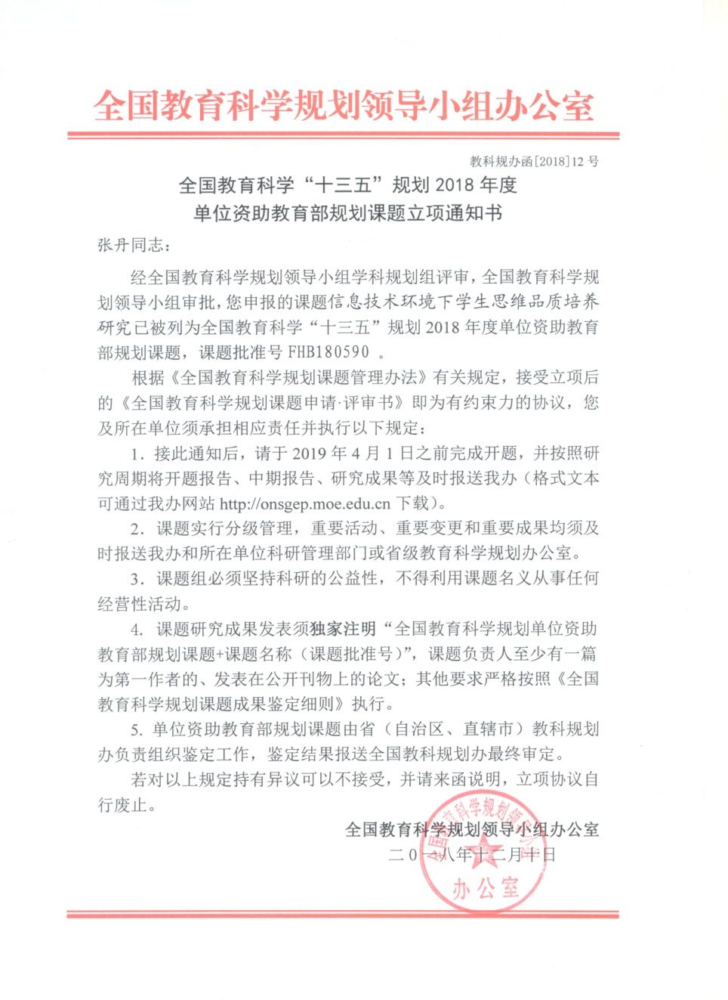 全国教育科学规划领导小组办公室
教科规办函[2018]12号
全国教育科学“十三五”规划 2018 年度
单位资助教育部规划课题立项通知书
张丹同志：
经全国教育科学规划领导小组学科规划组评审，全国教育科学规
划领导小组审批，您申报的课题信息技术环境下学生思维品质培养
研究已被列为全国教育科学“十三五”规划 2018 年度单位资助教育
部规划课题，课题批准号 FHB180590 。
根据《全国教育科学规划课题管理办法》有关规定，接受立项后
的《全国教育科学规划课题申请·评审书》即为有约束力的协议，您
及所在单位须承担相应责任并执行以下规定：
1．接此通知后，请于 2019 年 4 月 1 日之前完成开题，并按照研
究周期将开题报告、中期报告、研究成果等及时报送我办（格式文本
可通过我办网站 http://onsgep.moe.edu.cn 下载）。
2．课题实行分级管理，重要活动、重要变更和重要成果均须及
时报送我办和所在单位科研管理部门或省级教育科学规划办公室。
3．课题组必须坚持科研的公益性，不得利用课题名义从事任何
经营性活动。
4. 课题研究成果发表须独家注明“全国教育科学规划单位资助
教育部规划课题+课题名称（课题批准号）”，课题负责人至少有一篇
为第一作者的、发表在公开刊物上的论文；其他要求严格按照《全国
教育科学规划课题成果鉴定细则》执行。
5. 单位资助教育部规划课题由省（自治区、直辖市）教科规划
办负责组织鉴定工作，鉴定结果报送全国教科规划办最终审定。
若对以上规定持有异议可以不接受，并请来函说明，立项协议自
行废止。
全国教育科学规划领导小组办公室
二0一八年十二月十日
全国教育科学规划领导小组
办公室